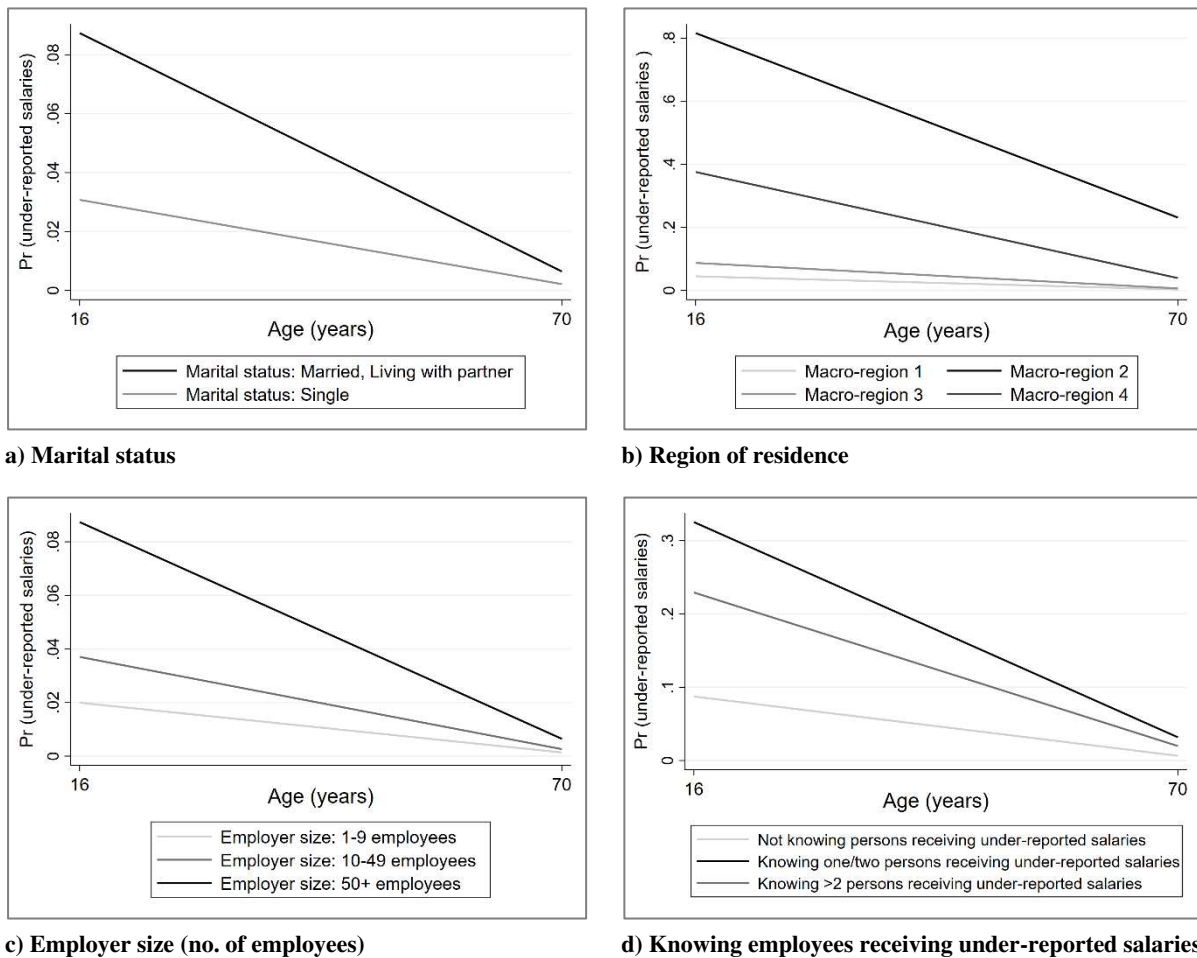 Pr (under-reported salaries)
.08
.06
.04
.02
0
16
70
Age (years)
Marital status: Married, Living with partner
Marital status: Single
a) Marital status
Pr (under-reported salaries )
.8
.6
.4
.2
0
16
70
Age (years)
Macro-region 1
Macro-region 2
Macro-region 3
Macro-region 4
b) Region of residence
Pr (under-reported salaries)
.08
.06
.04
.02
0
16
70
Age (years)
Employer size: 1-9 employees
Employer size: 10-49 employees
Employer size: 50+ employees
c) Employer size (no. of employees)
Pr (under-reported salaries)
.3
.2
.1
0
16
70
Age (years)
Not knowing persons receiving under-reported salaries
Knowing one/two persons receiving under-reported salaries
Knowing >2 persons receiving under-reported salaries
d) Knowing employees receiving under-reported salaries